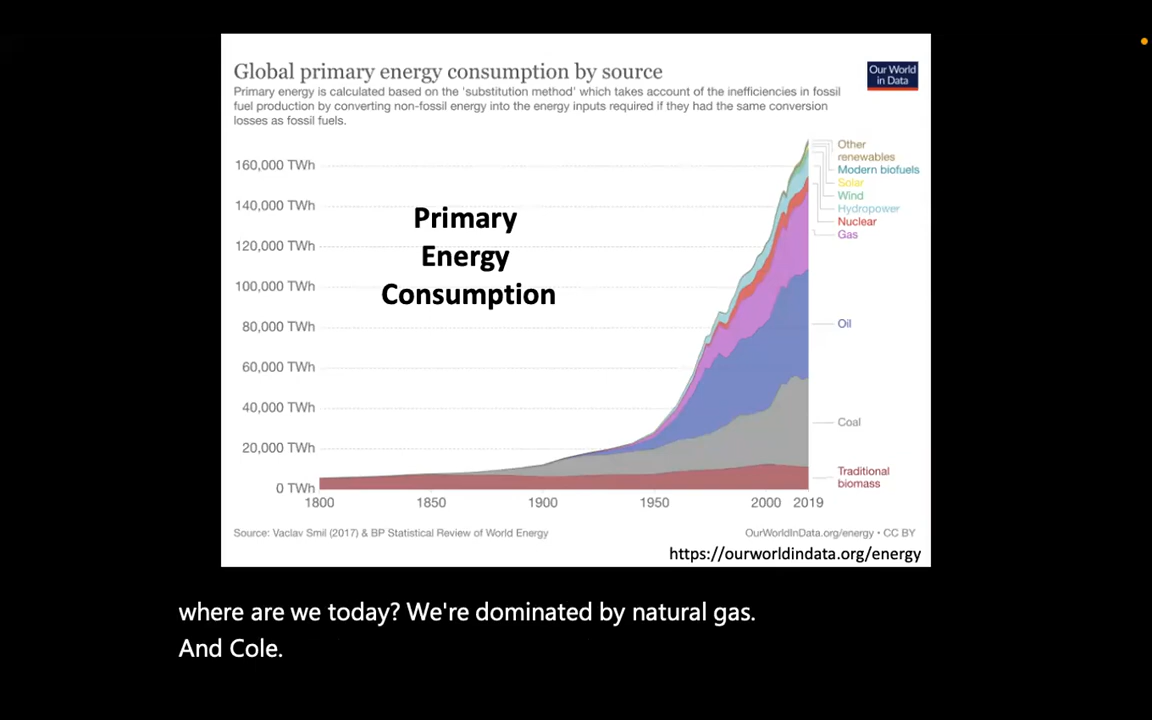 Global primary energy consumption by source
Our World
in Data
Primary energy is calculated based on the 'substitution method' which takes account of the inefficiencies in fossil
fuel production by converting non-fossil energy into the energy inputs required if they had the same conversion
losses as fossil fuels.
160,000 TWh
140,000 TWh
120,000 TWh
100,000 TWh
80,000 TWh
60,000 TWh
40,000 TWh
20,000 TWh
0 TWh
Primary
Energy
Consumption
Other
renewables
Modern biofuels
Solar
Wind
Hydropower
Nuclear
Gas
Oil
Coal
Traditional
biomass
1800
1850
1900
1950
2000
2019
Source: Vaclav Smil (2017) & BP Statistical Review of World Energy
OurWorldInData.org/energy • CC BY
https://ourworldindata.org/energy
where are we today? We're dominated by natural gas.
And Cole.